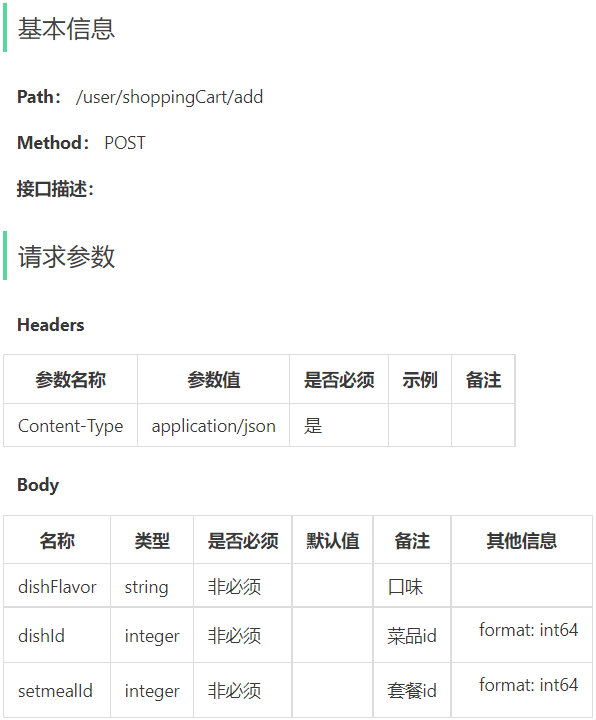 基本信息
Path： /user/shoppingCart/add
Method： POST
接口描述：
请求参数
Headers
参数名称 参数值 是否必须 示例 备注
Content-Type application/json 是
Body
名称 类型 是否必须 默认值 备注 其他信息
dishFlavor string 非必须 口味
dishId integer 非必须 菜品id format: int64
setmealId integer 非必须 套餐id format: int64